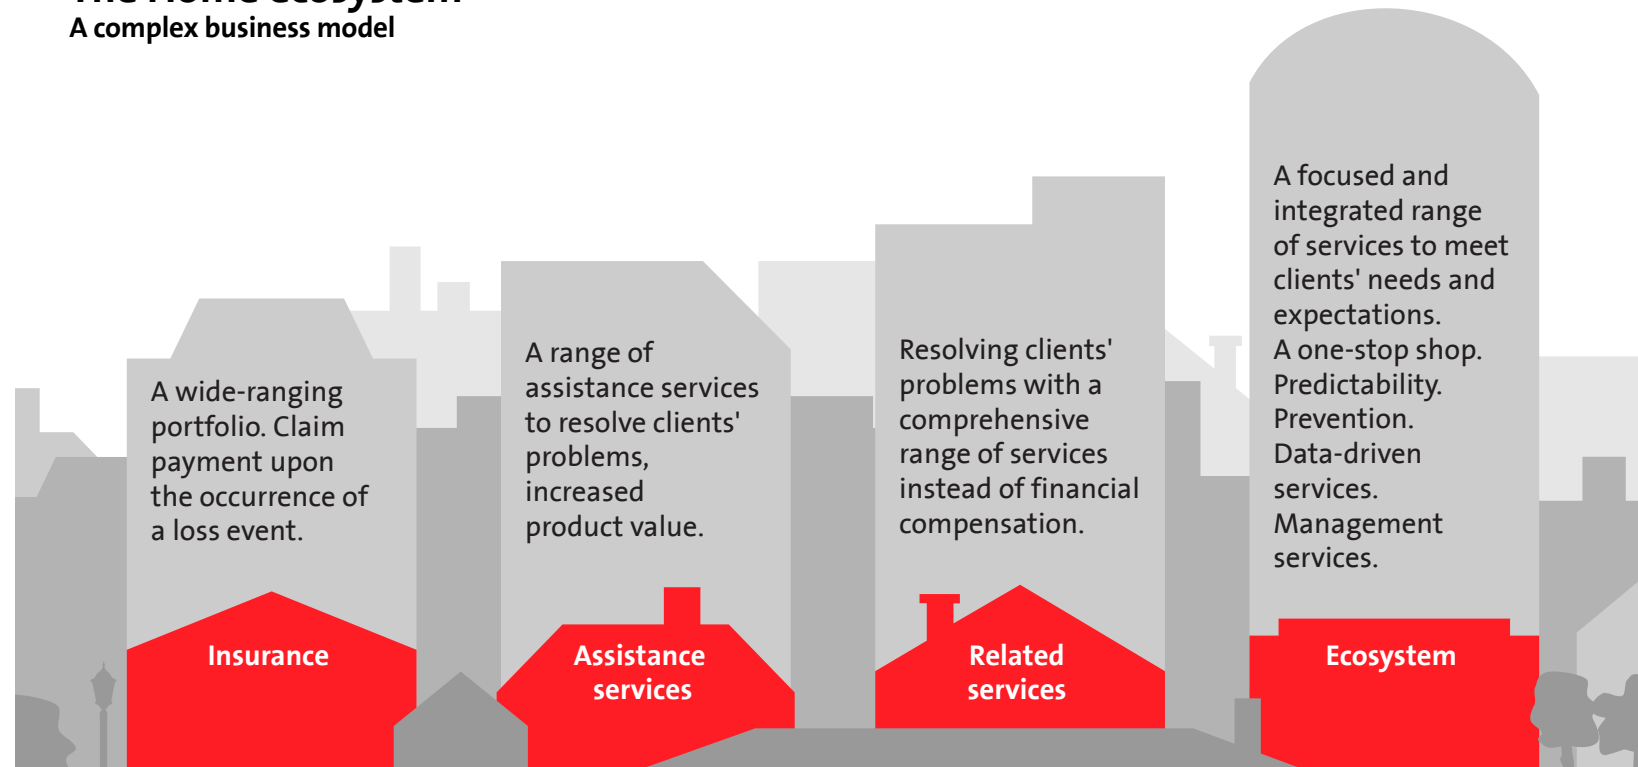 The Home ecosystem
A complex business model
A wide-ranging
portfolio. Claim
payment upon
the occurrence of
a loss event.
Insurance
A range of
assistance services
to resolve clients'
problems,
increased
product value.
Assistance
services
Resolving clients'
problems with a
comprehensive
range of services
instead of financial
compensation.
Related
services
A focused and
integrated range
of services to meet
clients' needs and
expectations.
A one-stop shop.
Predictability.
Prevention.
Data-driven
services.
Management
services.
Ecosystem